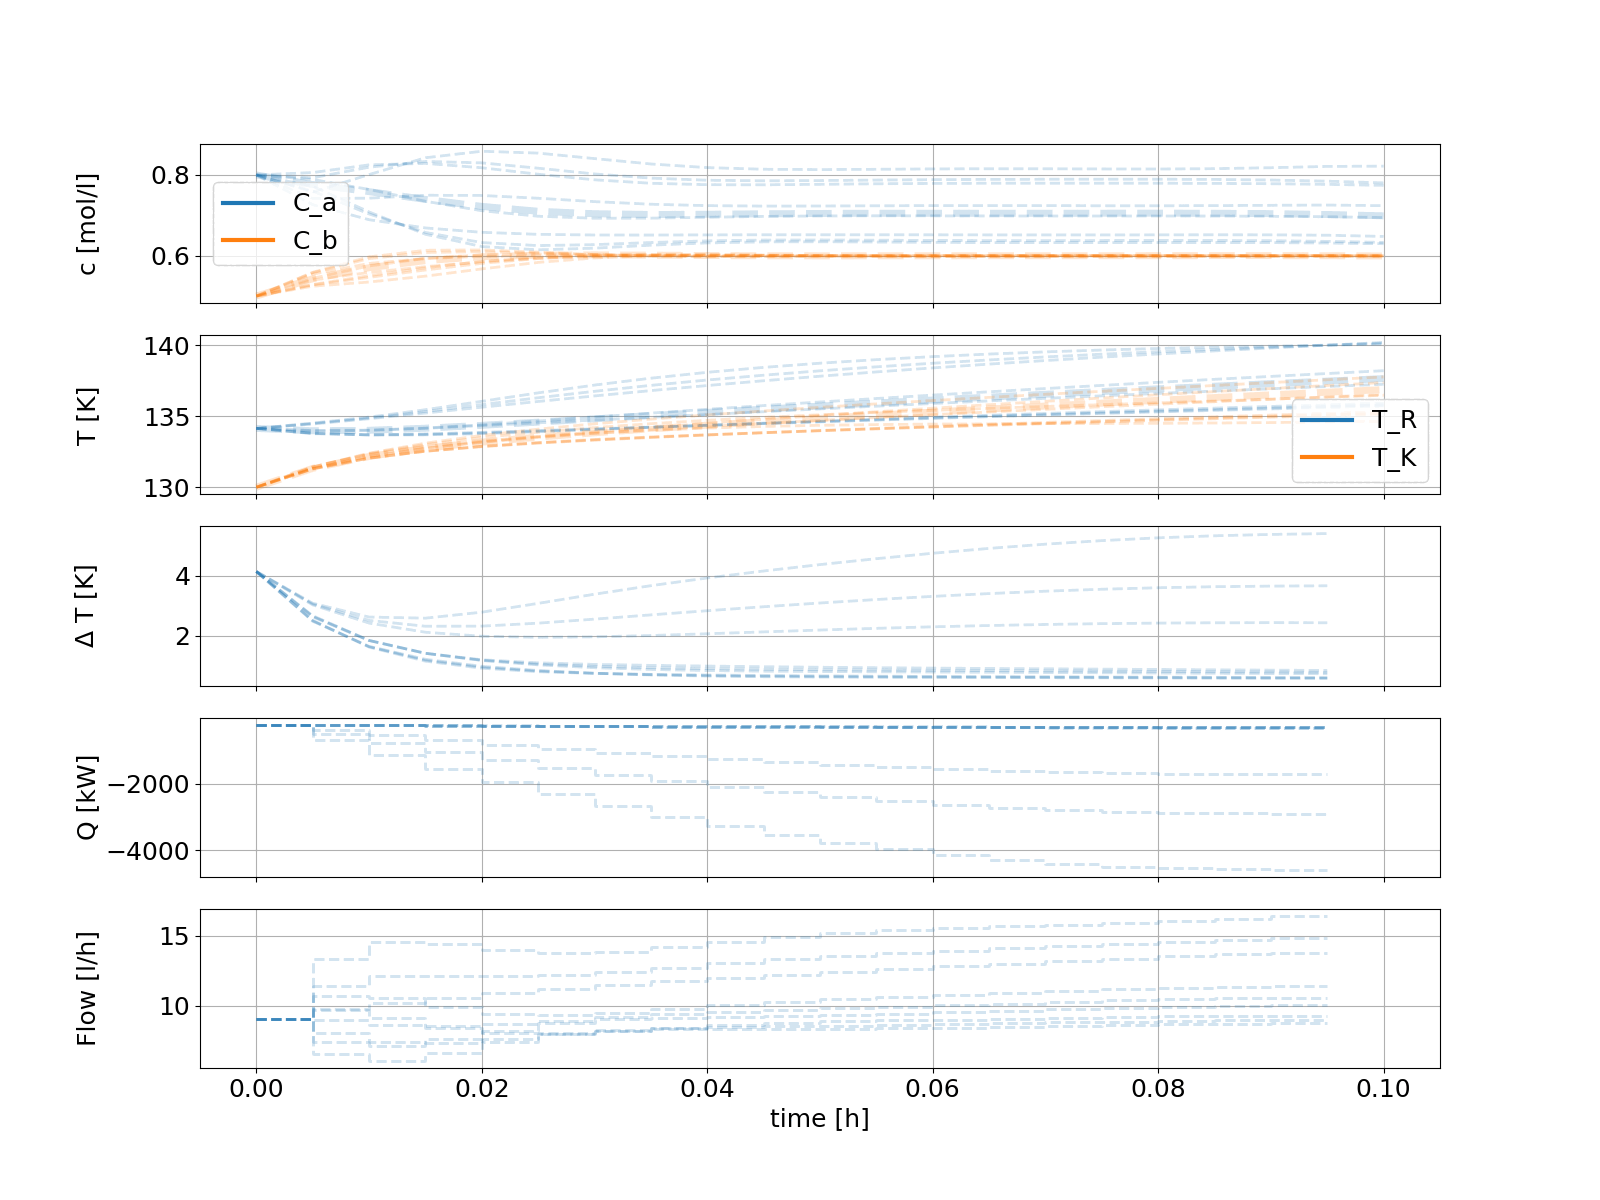 c [mol/l]
0.8
0.6
C_a
C_b
T [K]
140
135
130
T_R
T_K
Δ T [K]
4
2
Q [kW]
−2000
−4000
Flow [l/h]
15
10
0.00 0.02 0.04 0.06 0.08 0.10
time [h]